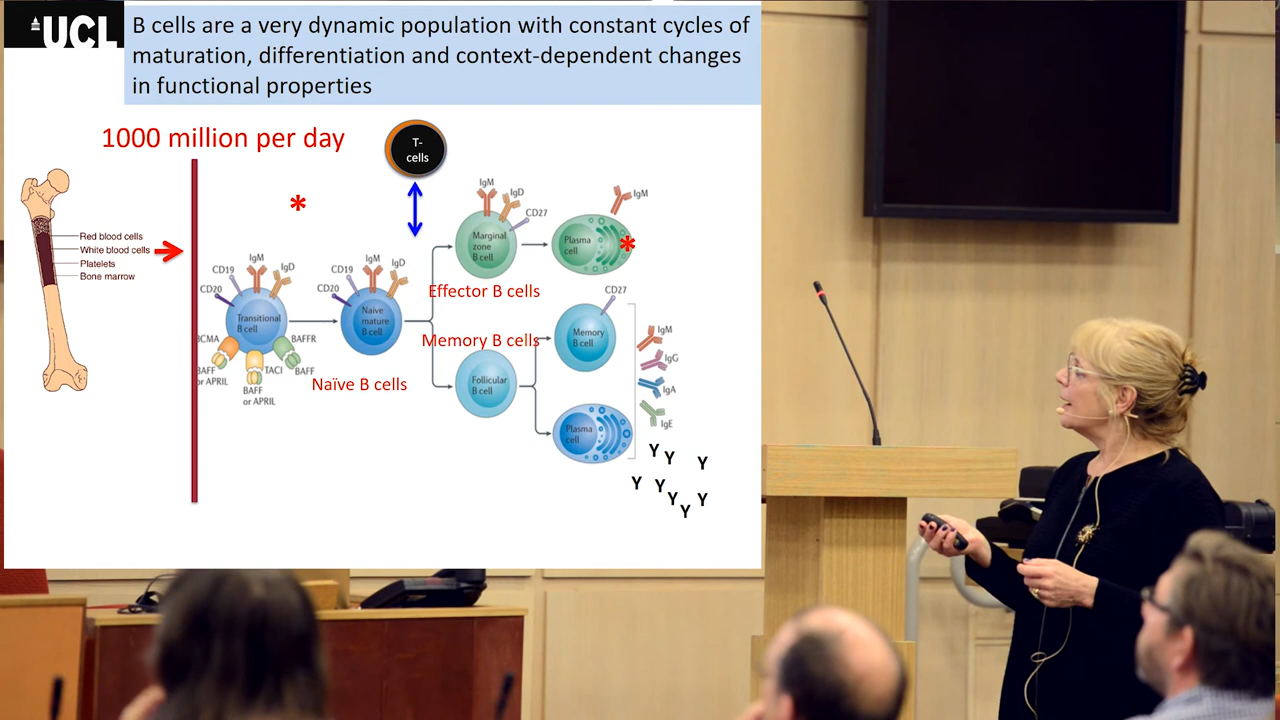 UCL
B cells are a very dynamic population with constant cycles of
maturation, differentiation and context-dependent changes
in functional properties
1000 million per day
T-
cells
*
Red blood cells
White blood cells
Platelets
Bone marrow
CD19
IgM
IgD
CD20
Transitional
B cell
BCMA
BAFFR
BAFF
or APRIL
TACI
BAFF
BAFF
or APRIL
CD19
IgM
IgD
CD20
Naive
mature
B cell
Naïve B cells
IgM
IgD
CD27
Marginal
zone
B cell
IgM
Plasma
cell
*
Effector B cells
Memory B cells
CD27
Memory
B cell
Follicular
B cell
Plasma
cell
IgM
IgG
IgA
IgE
Y Y Y
Y Y Y Y
Y